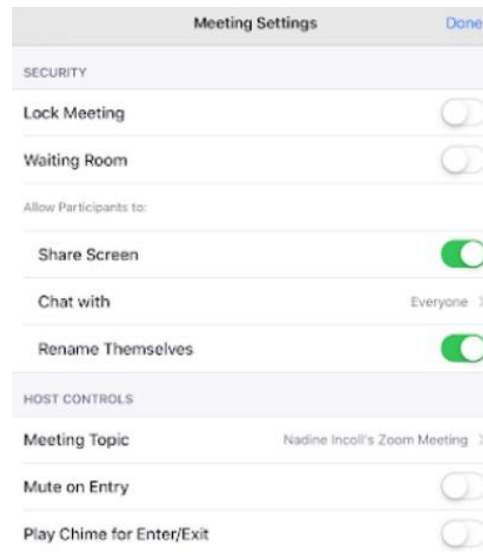 Meeting Settings Done
SECURITY
Lock Meeting
Waiting Room
Allow Participants to:
Share Screen
Chat with Everyone
Rename Themselves
HOST CONTROLS
Meeting Topic Nadine Incoll's Zoom Meeting
Mute on Entry
Play Chime for Enter/Exit